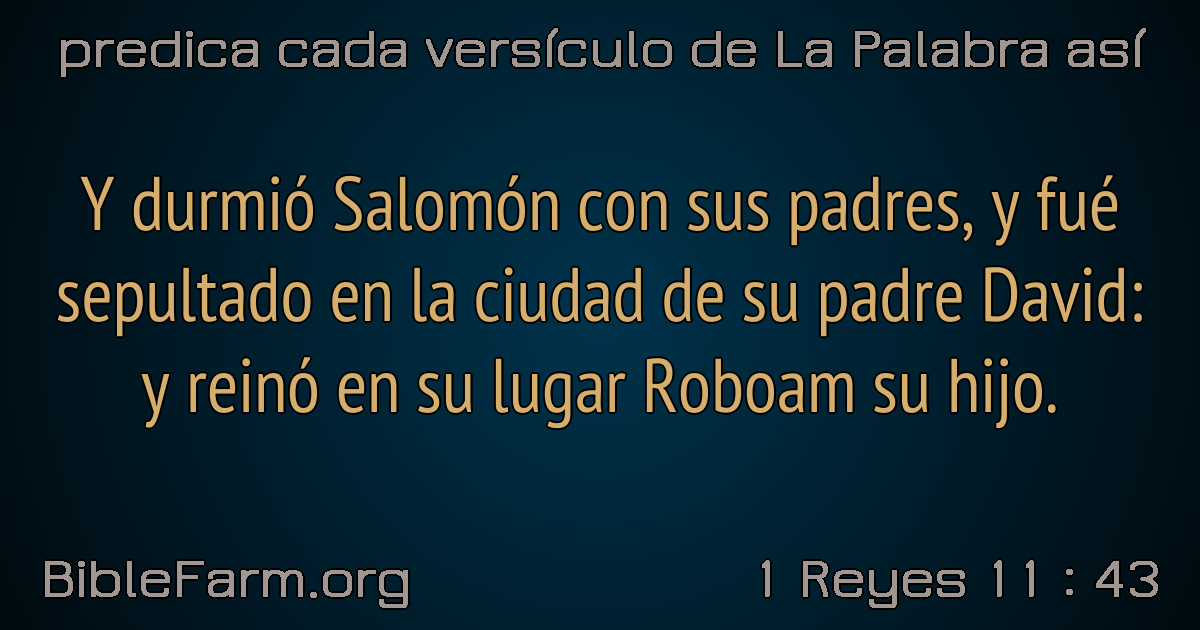 predica cada versículo de La Palabra así
Y durmió Salomón con sus padres, y fué
sepultado en la ciudad de su padre David:
y reinó en su lugar Roboam su hijo.
BibleFarm.org
1 Reyes 11 : 43